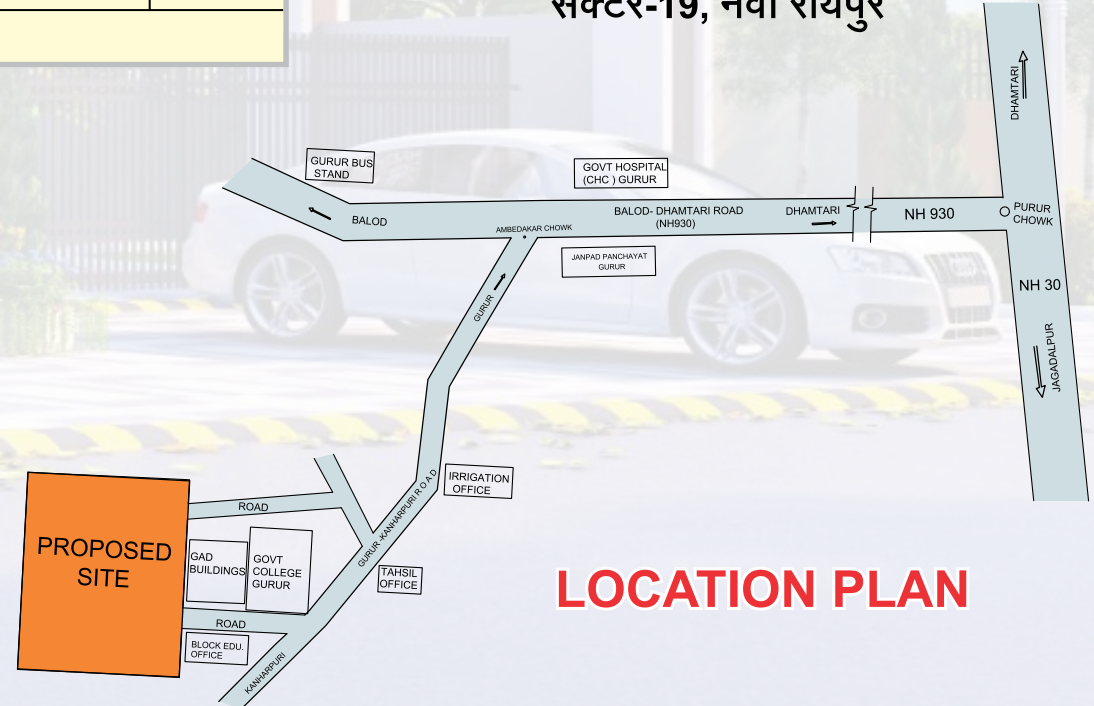 सेक्टर-19, नवा रायपुर
DHAMTARI
GURUR BUS
STAND
GOVT HOSPITAL
(CHC ) GURUR
BALOD
BALOD- DHAMTARI ROAD
(NH930)
DHAMTARI
NH 930
PURUR
CHOWK
AMBEDAKAR CHOWK
JANPAD PANCHAYAT
GURUR
NH 30
GURUR
JAGADALPUR
IRRIGATION
OFFICE
GURUR -KANHARPURI ROAD
ROAD
PROPOSED
SITE
GAD
BUILDINGS
GOVT
COLLEGE
GURUR
TAHSIL
OFFICE
LOCATION PLAN
ROAD
BLOCK EDU.
OFFICE
KANHARPURI